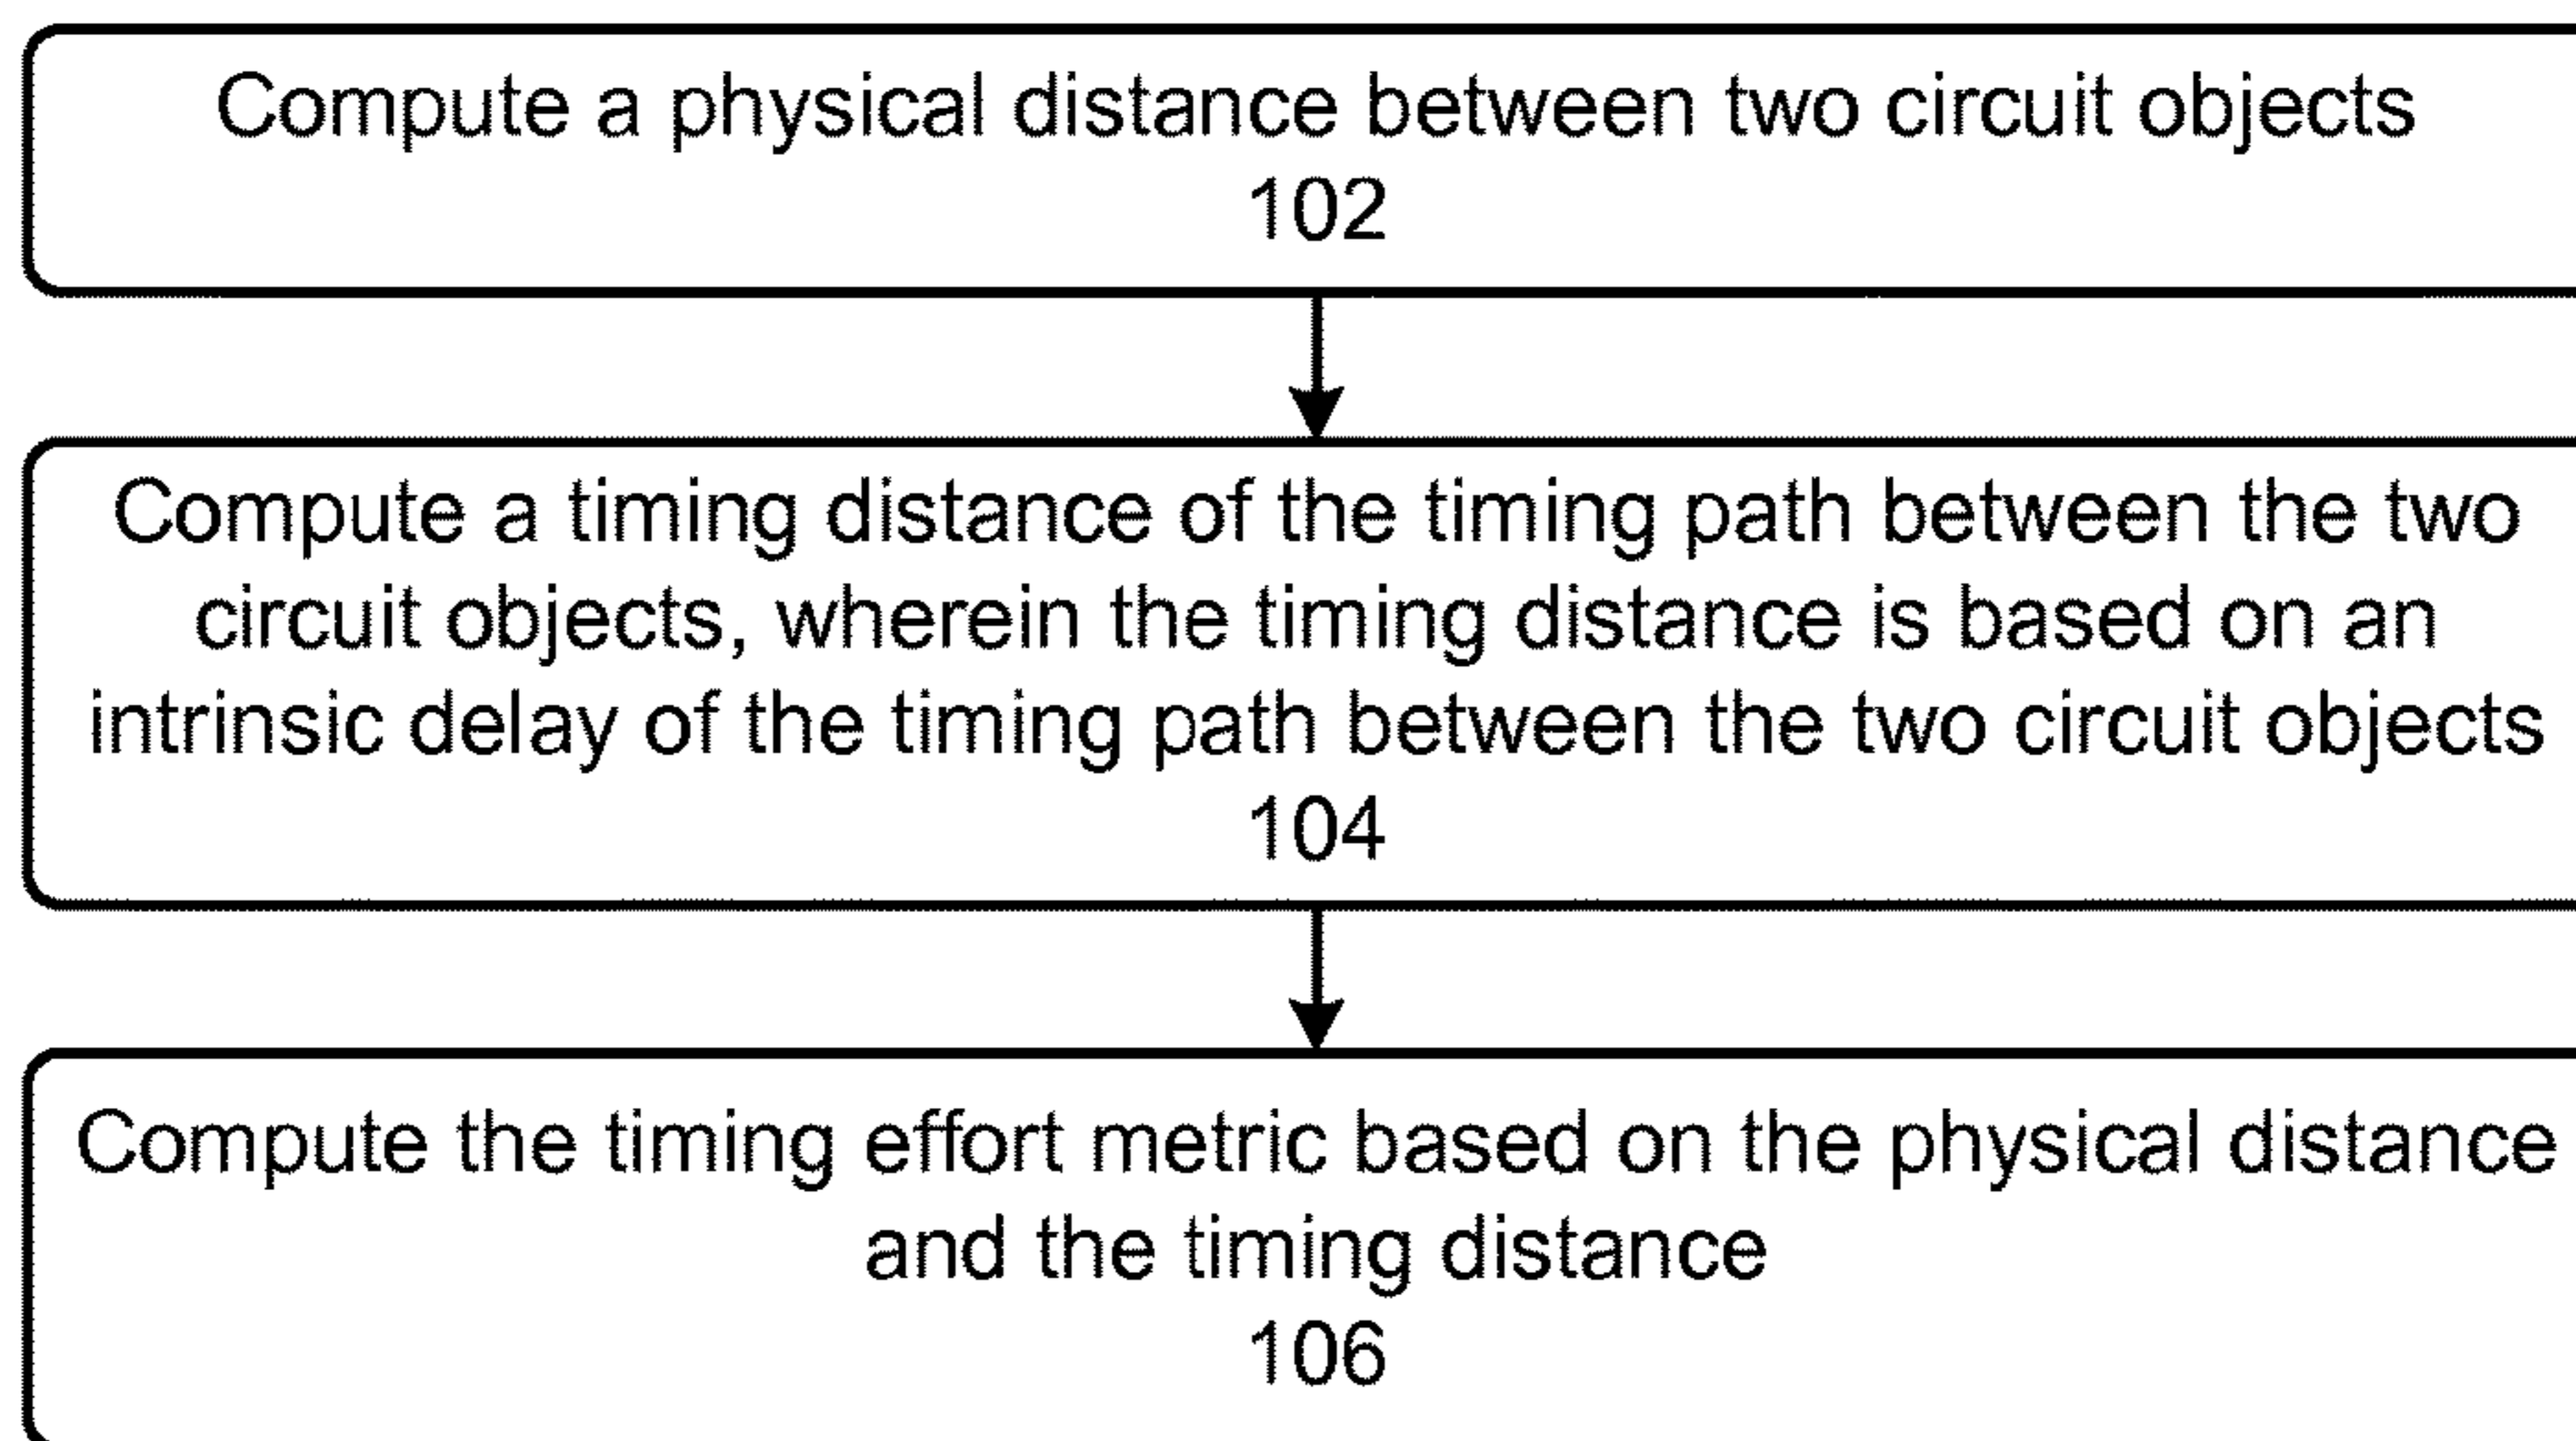 Compute a physical distance between two circuit objects
102
Compute a timing distance of the timing path between the two
circuit objects, wherein the timing distance is based on an
intrinsic delay of the timing path between the two circuit objects
104
Compute the timing effort metric based on the physical distance
and the timing distance
106